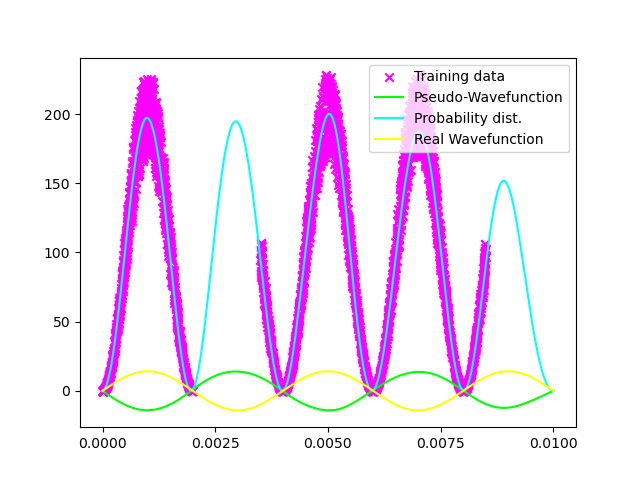 Training data
Pseudo-Wavefunction
Probability dist.
Real Wavefunction
200
150
100
50
0
0.0000 0.0025 0.0050 0.0075 0.0100